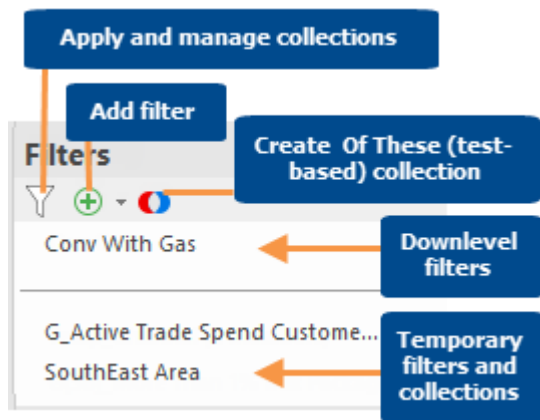 Apply and manage collections
Add filter
Create Of These (test-
based) collection
Filters
Conv With Gas
Downlevel
filters
G_Active Trade Spend Custome...
SouthEast Area
Temporary
filters and
collections